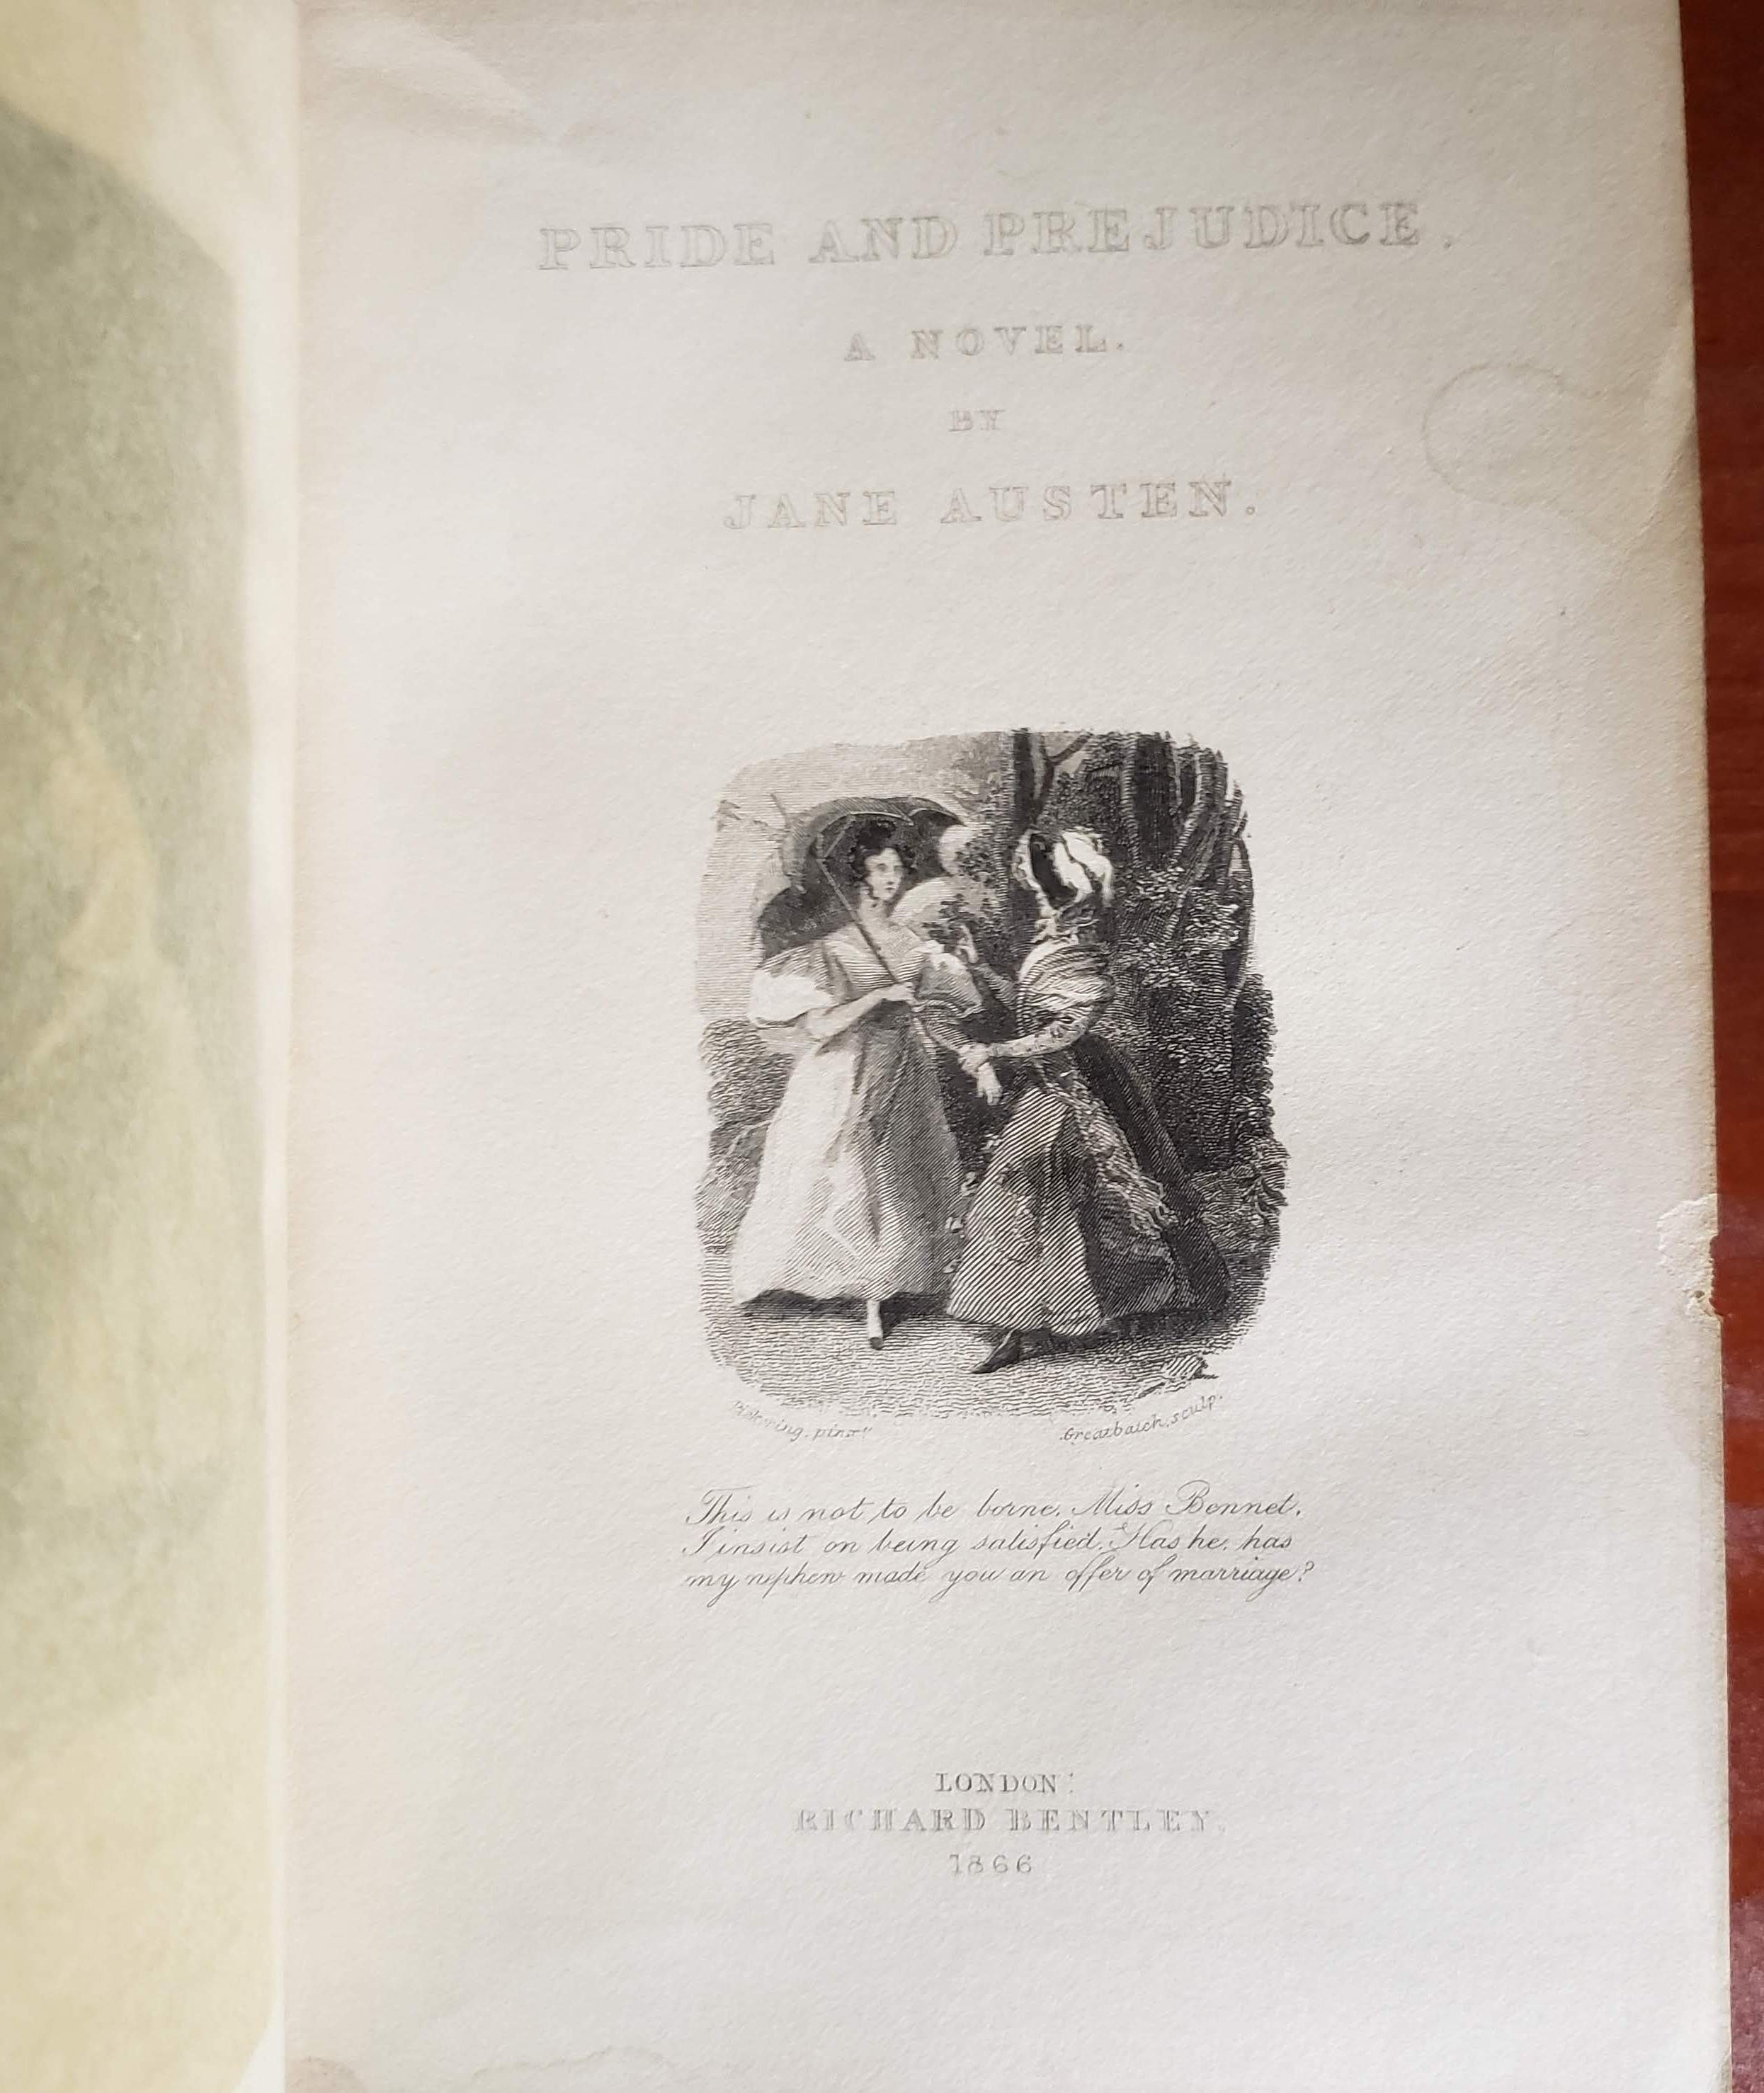 PRIDE AND PREJUDICE,
A NOVEL.
BY
JANE AUSTEN.
Pickering, pinxt.
Greatbatch, sculp.
This is not to be borne. Miss Bennet.
I insist on being satisfied. Has he. has
my nephew made you an offer of marriage?
LONDON:
RICHARD BENTLEY.
1866